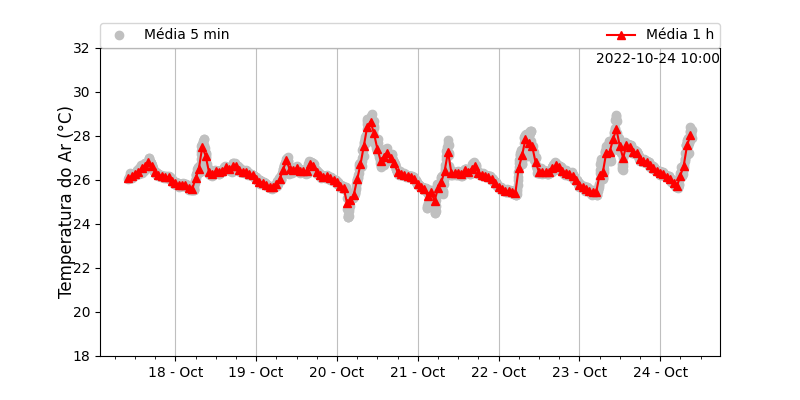 Média 5 min
Média 1 h
2022-10-24 10:00
Temperatura do Ar (°C)
32
30
28
26
24
22
20
18
18 - Oct
19 - Oct
20 - Oct
21 - Oct
22 - Oct
23 - Oct
24 - Oct